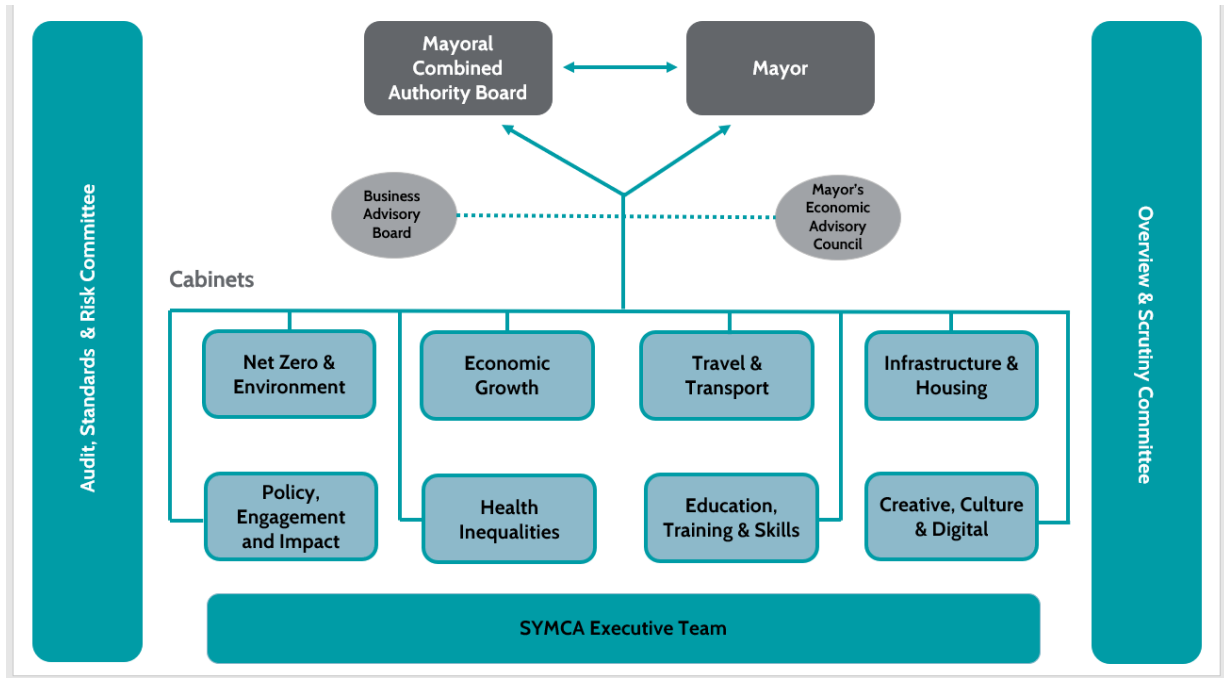 Audit, Standards & Risk Committee
Mayoral
Combined
Authority Board
Mayor
Business
Advisory
Board
Mayor's
Economic
Advisory
Council
Cabinets
Net Zero &
Environment
Economic
Growth
Travel &
Transport
Infrastructure &
Housing
Policy,
Engagement
and Impact
Health
Inequalities
Education,
Training & Skills
Creative, Culture
& Digital
SYMCA Executive Team
Overview & Scrutiny Committee